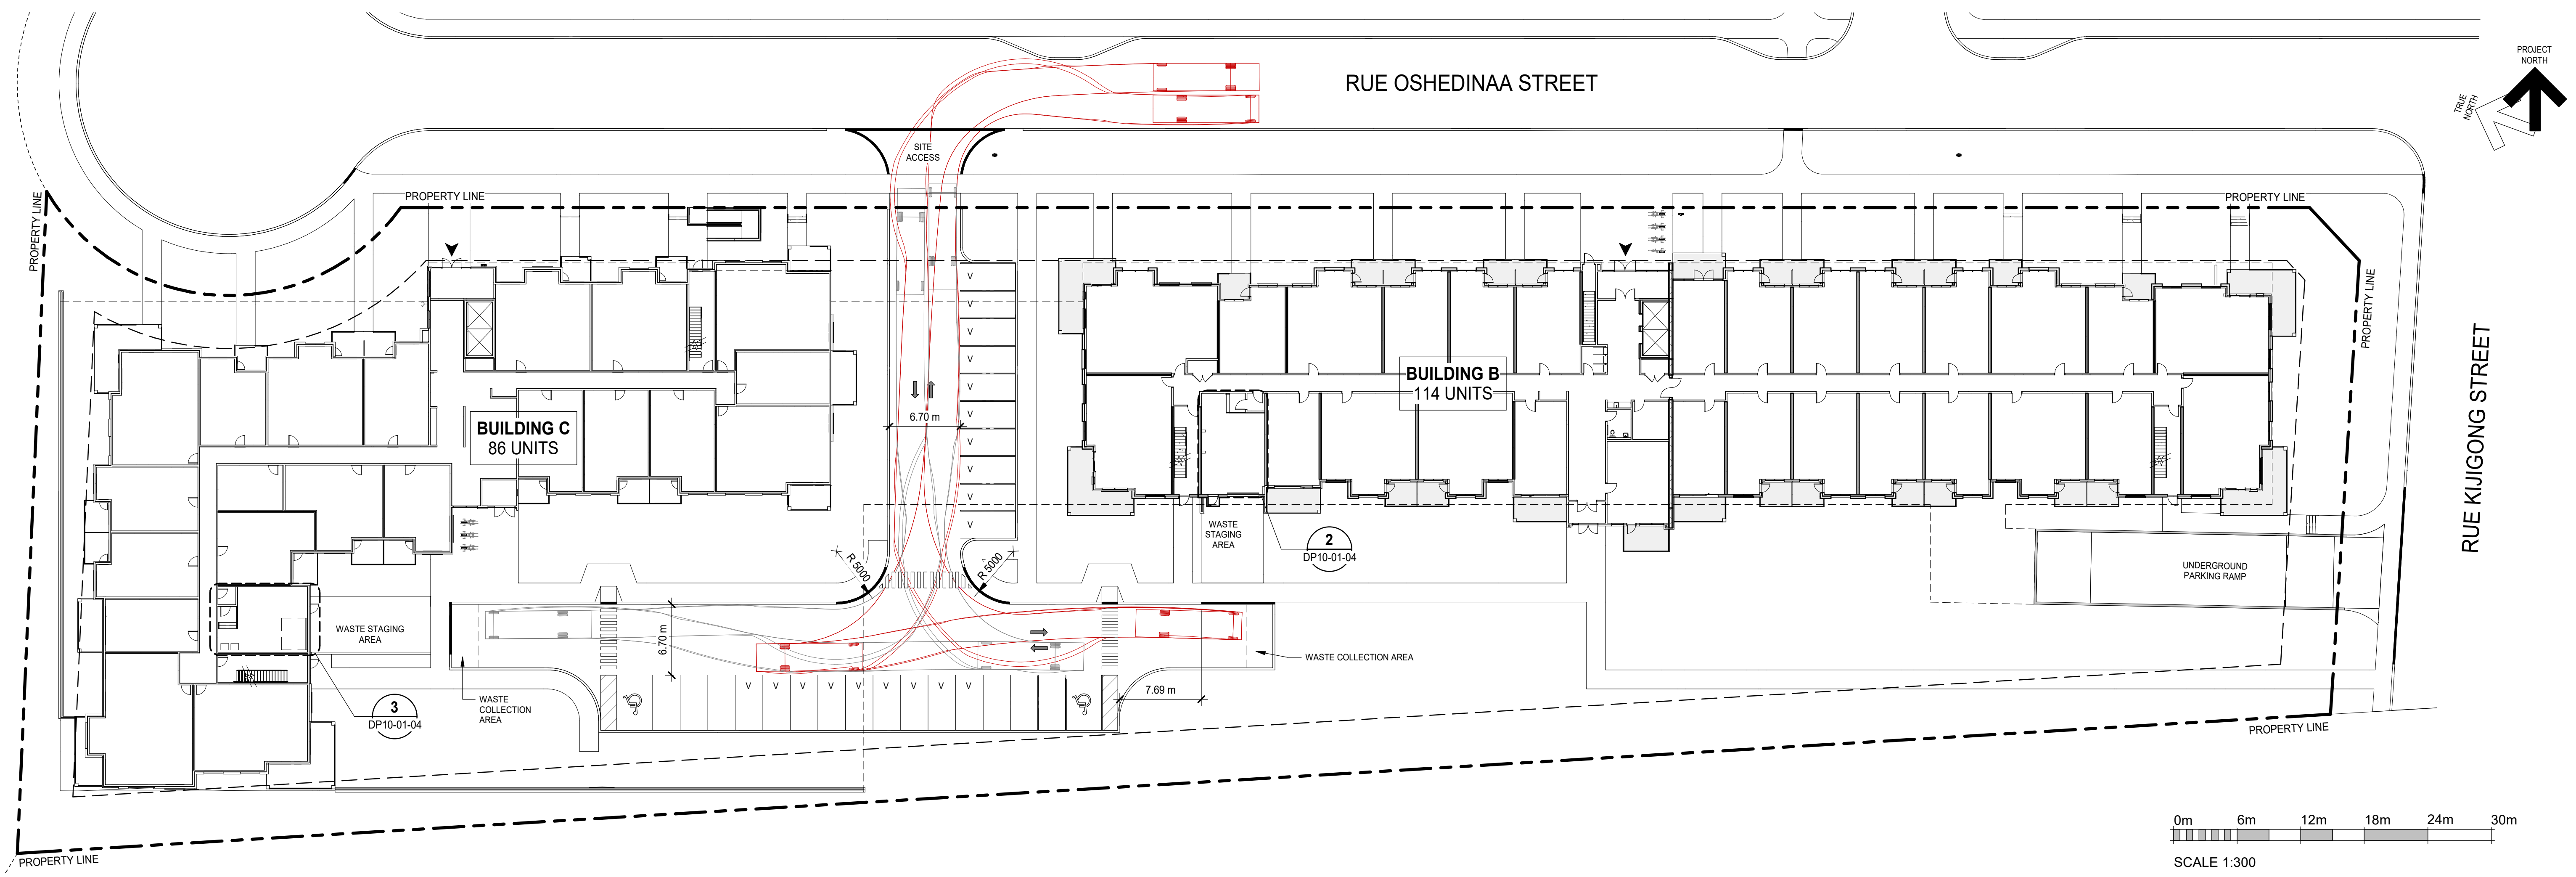 PROJECT
NORTH
TRUE
NORTH
RUE OSHEDINAA STREET
SITE
ACCESS
PROPERTY LINE
PROPERTY LINE
PROPERTY LINE
PROPERTY LINE
RUE KIJIGONG STREET
V
V
V
V
V
V
V
V
V
V
6.70 m
BUILDING C
86 UNITS
BUILDING B
114 UNITS
WASTE
STAGING
AREA
2
DP10-01-04
R 5000
R 5000
UNDERGROUND
PARKING RAMP
WASTE STAGING
AREA
6.70 m
WASTE COLLECTION AREA
V
V
V
V
V
V
V
V
V
7.69 m
WASTE
COLLECTION
AREA
3
DP10-01-04
PROPERTY LINE
PROPERTY LINE
0m 6m 12m 18m 24m 30m
SCALE 1:300